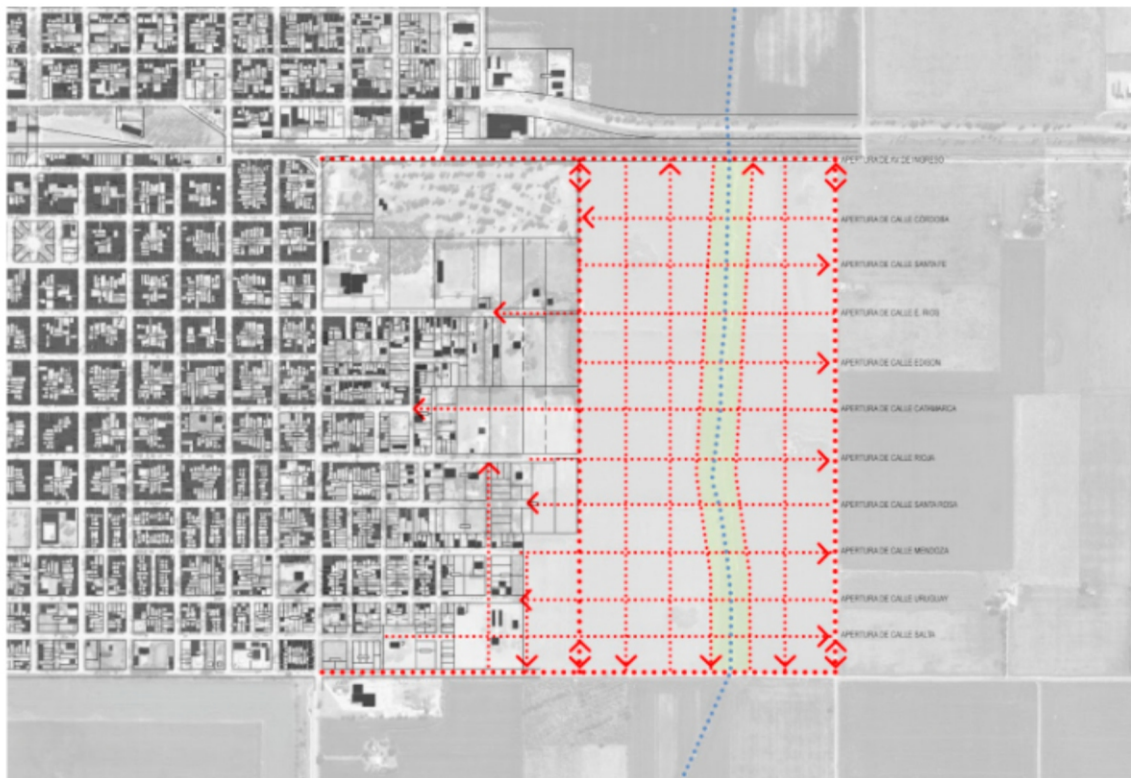 APERTURA DE AV. DE INGRESO
APERTURA DE CALLE CÓRDOBA
APERTURA DE CALLE SANTA FE
APERTURA DE CALLE E. RIOS
APERTURA DE CALLE EDISON
APERTURA DE CALLE CATAMARCA
APERTURA DE CALLE RIOJA
APERTURA DE CALLE SANTA ROSA
APERTURA DE CALLE MENDOZA
APERTURA DE CALLE URUGUAY
APERTURA DE CALLE SALTA